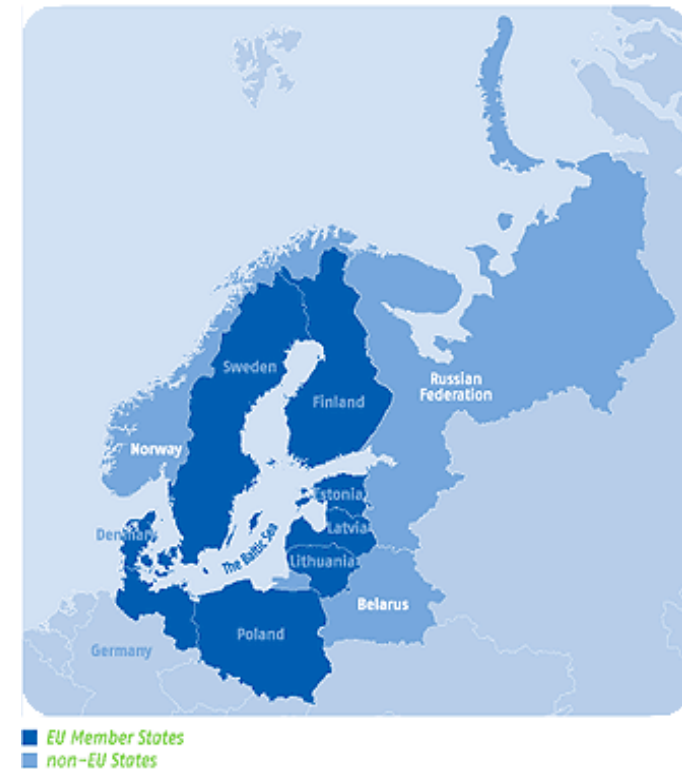 Sweden
Finland
Russian
Federation
Norway
Estonia
Denmark
Latvia
The Baltic Sea
Lithuania
Belarus
Poland
Germany
EU Member States
non-EU States